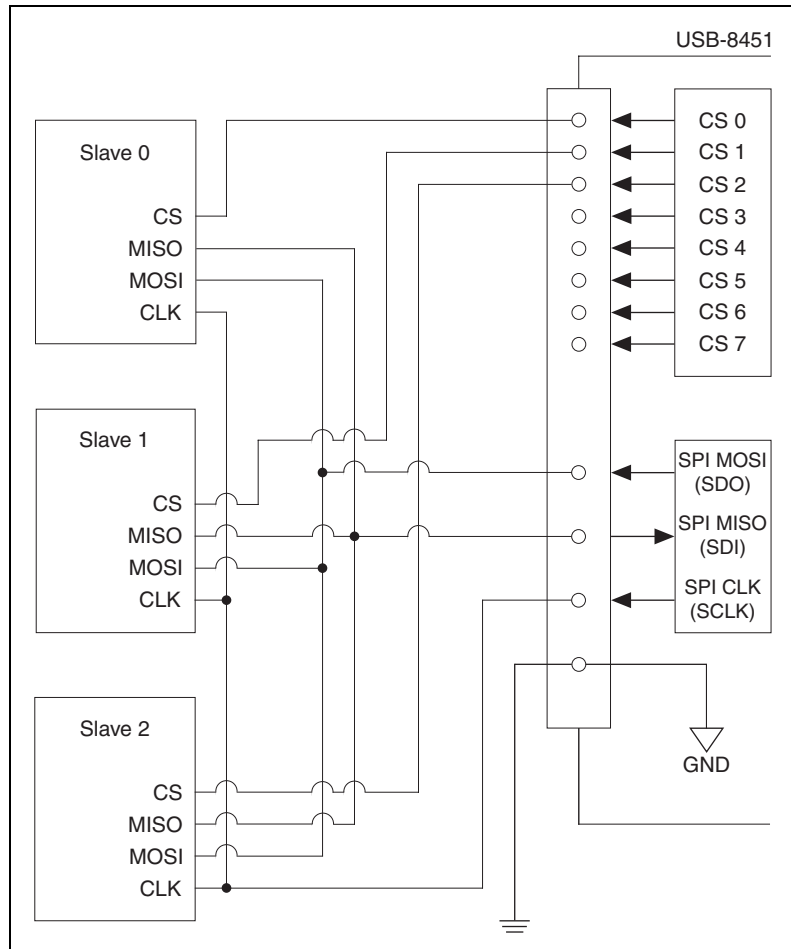 USB-8451
Slave 0
CS
MISO
MOSI
CLK
Slave 1
CS
MISO
MOSI
CLK
Slave 2
CS
MISO
MOSI
CLK
CS 0
CS 1
CS 2
CS 3
CS 4
CS 5
CS 6
CS 7
SPI MOSI
(SDO)
SPI MISO
(SDI)
SPI CLK
(SCLK)
GND